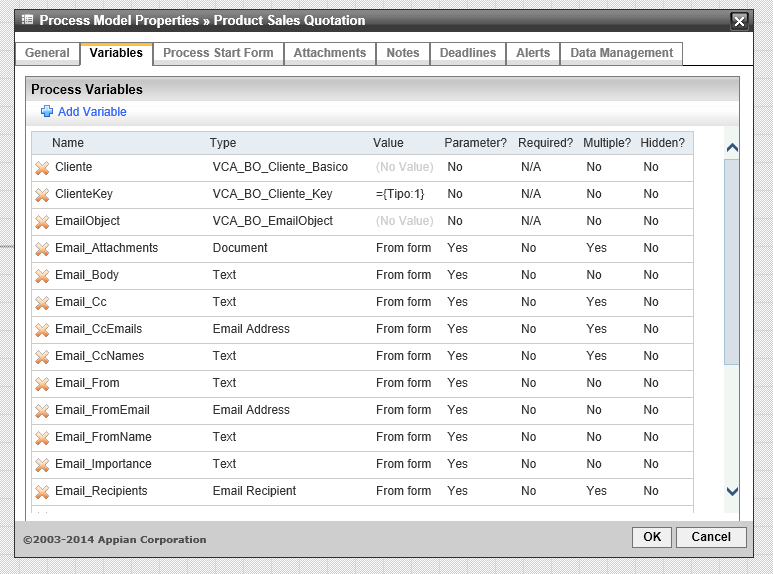 Process Model Properties » Product Sales Quotation
General Variables Process Start Form Attachments Notes Deadlines Alerts Data Management
Process Variables
Add Variable
Name Type Value Parameter? Required? Multiple? Hidden?
Cliente VCA_BO_Cliente_Basico (No Value) No N/A No No
ClienteKey VCA_BO_Cliente_Key ={Tipo:1} No N/A No No
EmailObject VCA_BO_EmailObject (No Value) No N/A No No
Email_Attachments Document From form Yes No Yes No
Email_Body Text From form Yes No No No
Email_Cc Text From form Yes No Yes No
Email_CcEmails Email Address From form Yes No Yes No
Email_CcNames Text From form Yes No Yes No
Email_From Text From form Yes No No No
Email_FromEmail Email Address From form Yes No No No
Email_FromName Text From form Yes No No No
Email_Importance Text From form Yes No No No
Email_Recipients Email Recipient From form Yes No Yes No
©2003-2014 Appian Corporation OK Cancel